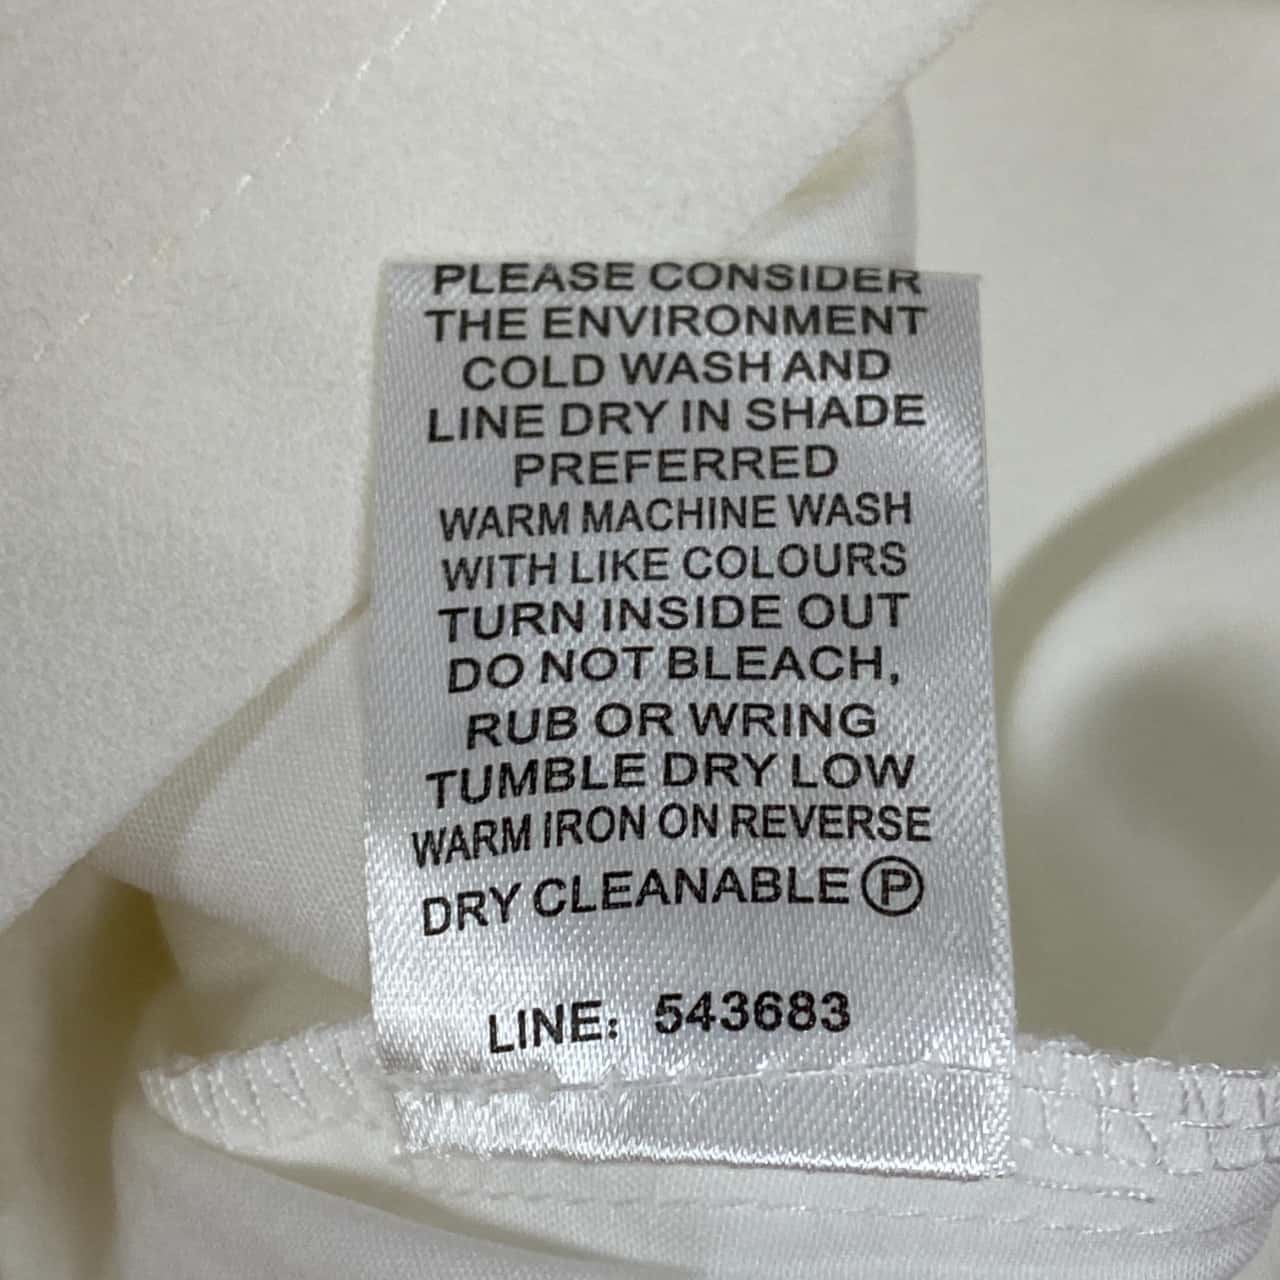 PLEASE CONSIDER
THE ENVIRONMENT
COLD WASH AND
LINE DRY IN SHADE
PREFERRED
WARM MACHINE WASH
WITH LIKE COLOURS
TURN INSIDE OUT
DO NOT BLEACH,
RUB OR WRING
TUMBLE DRY LOW
WARM IRON ON REVERSE
DRY CLEANABLE Ⓟ
LINE: 543683